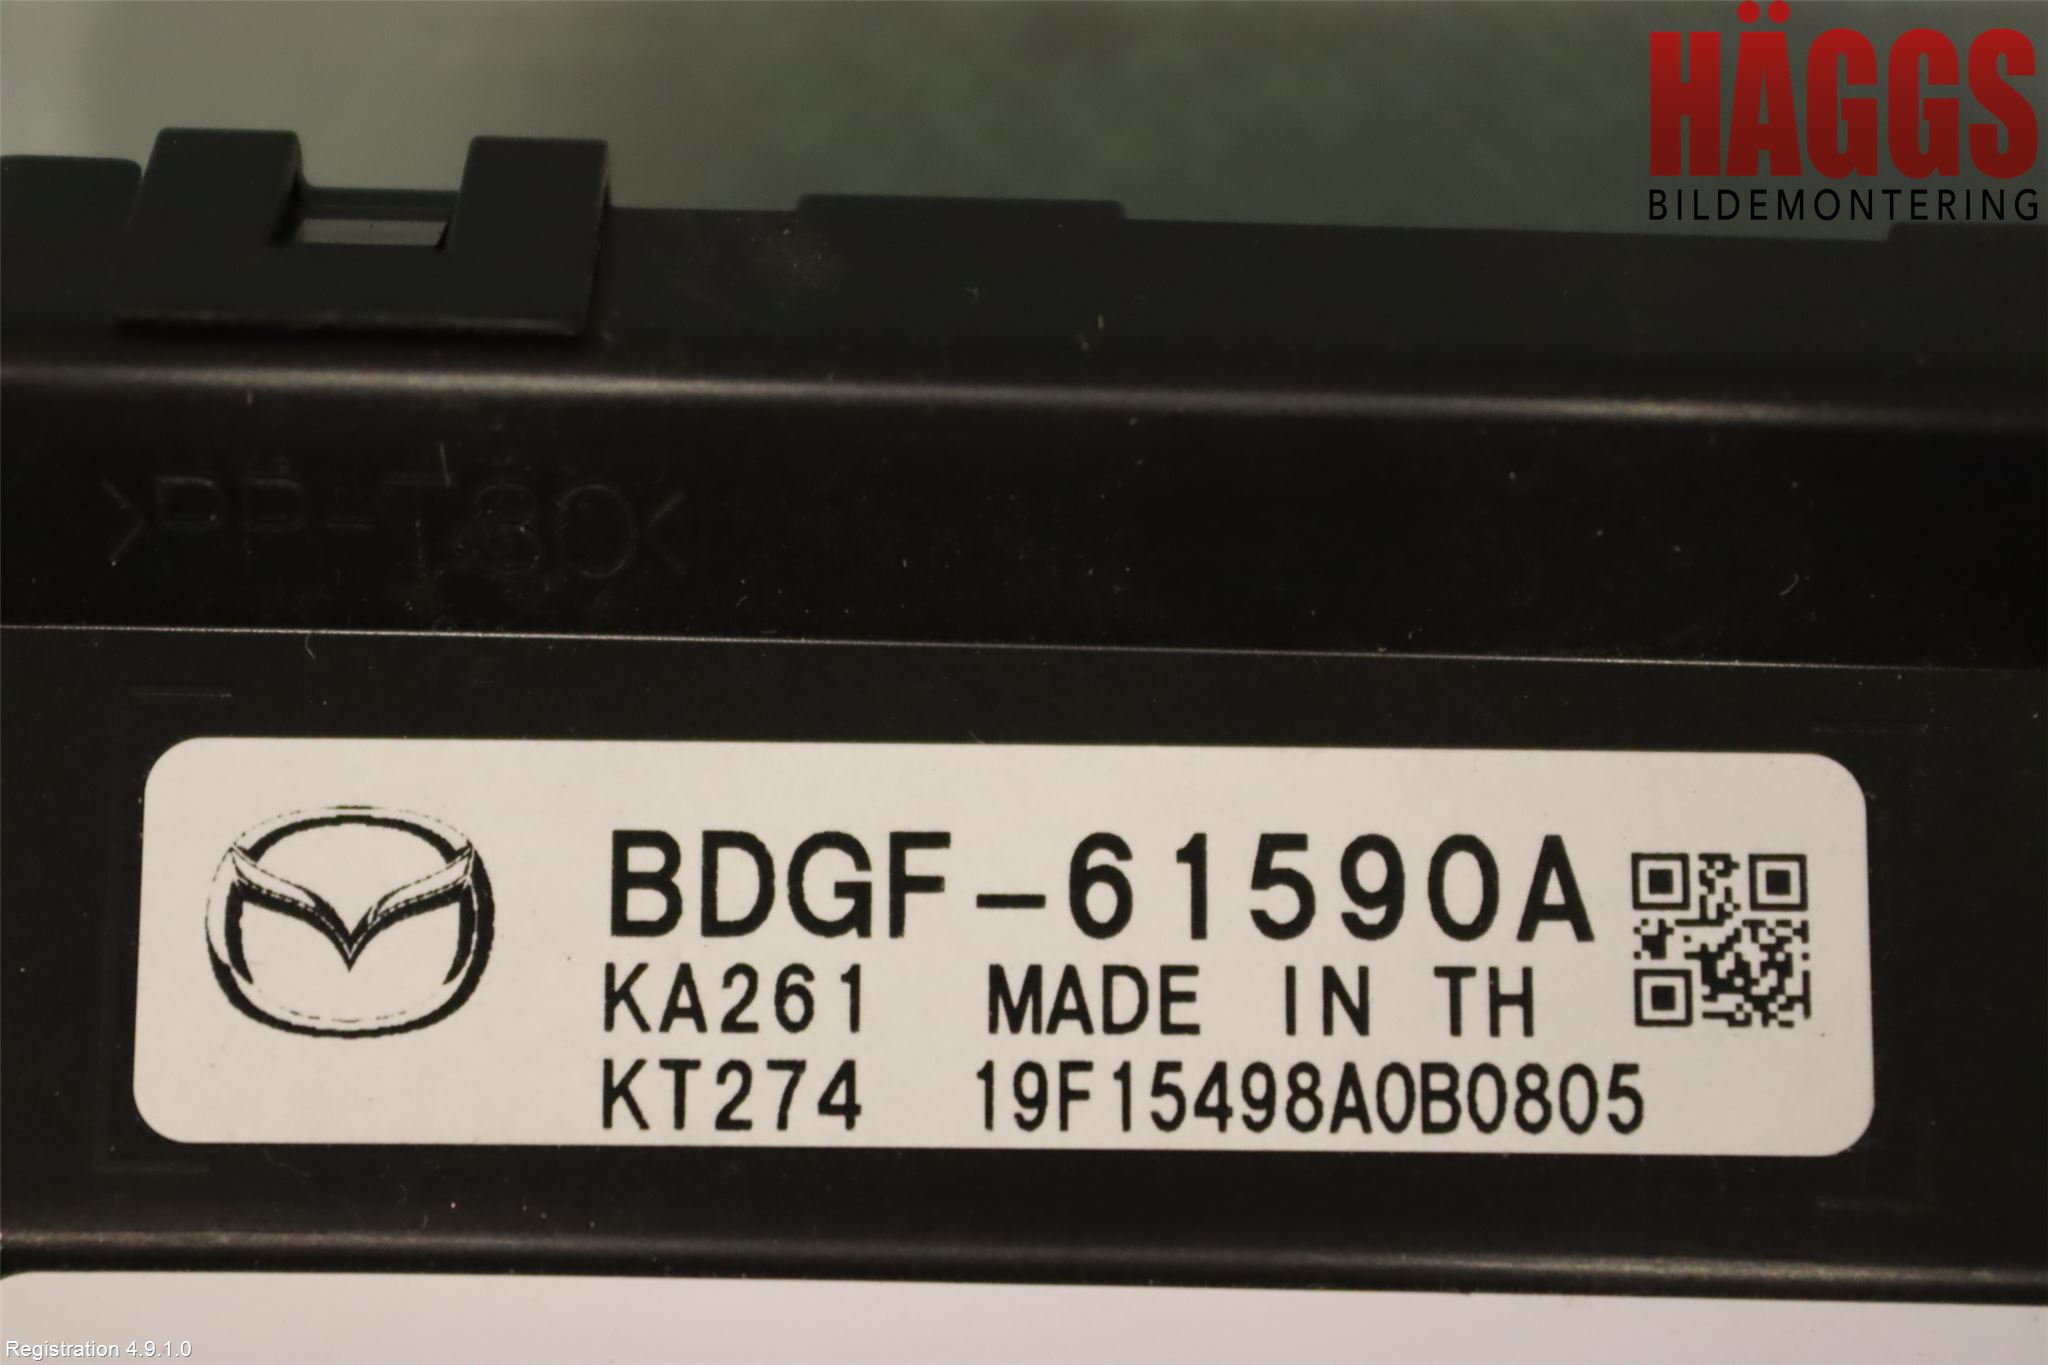 HÄGGS
BILDEMONTERING
>PP-T80<
BDGF-61590A
KA261 MADE IN TH
KT274 19F15498A0B0805
Registration 4.9.1.0